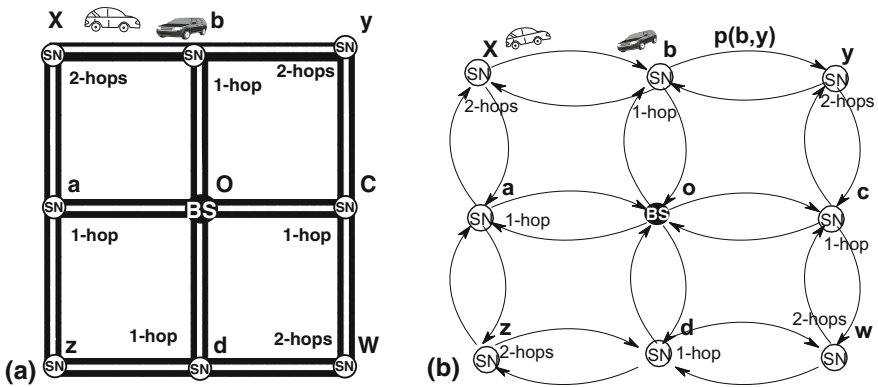 X b y
SN SN SN
2-hops 1-hop 2-hops
a O C
SN BS SN
1-hop 1-hop
1-hop 2-hops
z d W
SN SN SN
(a)
X b p(b,y) y
SN SN SN
2-hops 1-hop 2-hops
a o c
SN 1-hop BS SN
1-hop
2-hops
z d w
SN 2-hops SN 1-hop SN
(b)